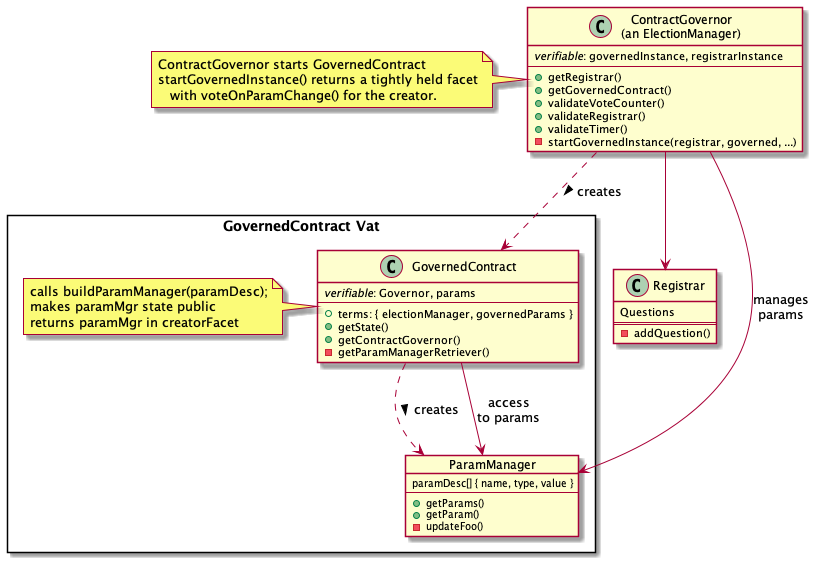 ContractGovernor
(an ElectionManager)
C
verifiable: governedInstance, registrarInstance
getRegistrar()
getGovernedContract()
validateVoteCounter()
validateRegistrar()
validateTimer()
startGovernedInstance(registrar, governed, ...)
ContractGovernor starts GovernedContract
startGovernedInstance() returns a tightly held facet
with voteOnParamChange() for the creator.
creates
GovernedContract Vat
C
GovernedContract
verifiable: Governor, params
terms: { electionManager, governedParams }
getState()
getContractGovernor()
getParamManagerRetriever()
calls buildParamManager(paramDesc);
makes paramMgr state public
returns paramMgr in creatorFacet
C
Registrar
Questions
addQuestion()
manages
params
creates
access
to params
ParamManager
paramDesc[] { name, type, value }
getParams()
getParam()
updateFoo()